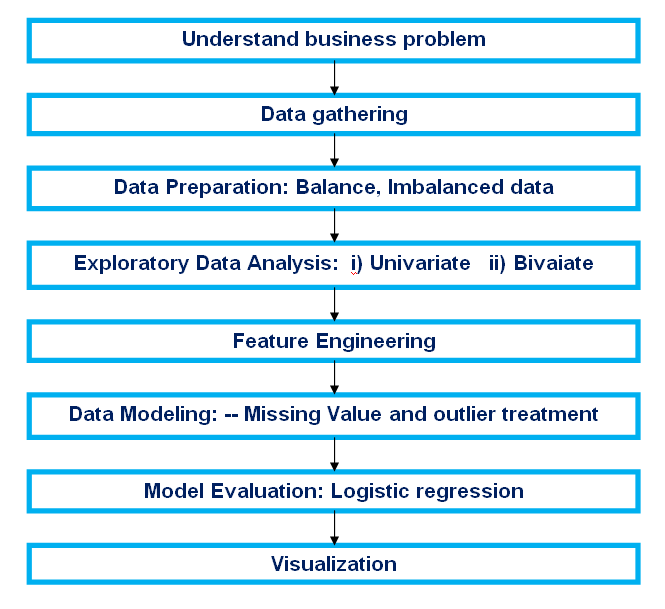 Understand business problem
Data gathering
Data Preparation: Balance, Imbalanced data
Exploratory Data Analysis:  i) Univariate   ii) Bivaiate
Feature Engineering
Data Modeling: -- Missing Value and outlier treatment
Model Evaluation: Logistic regression
Visualization